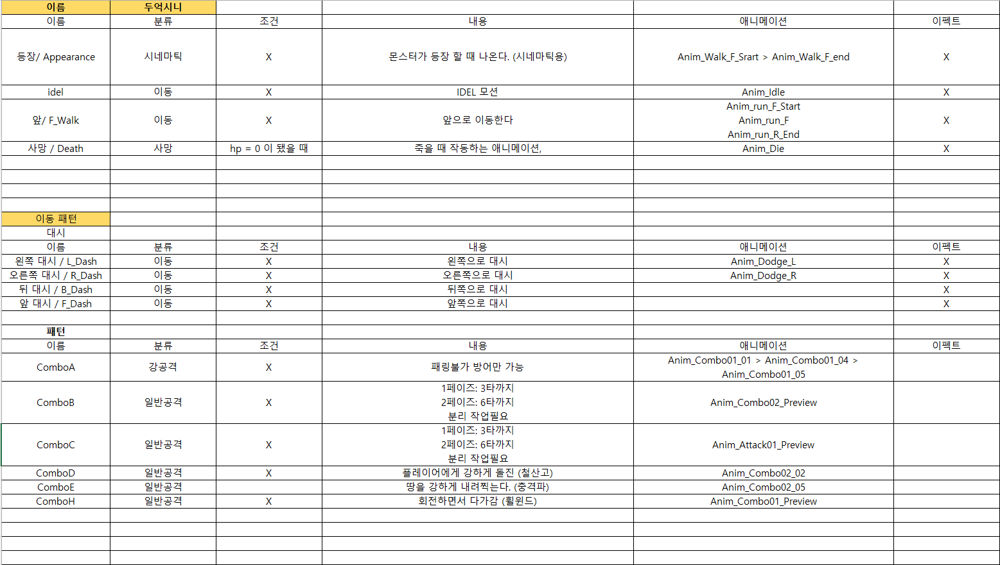 이름 두억시니
이름 분류 조건 내용 애니메이션 이펙트
등장/ Appearance 시네마틱 X 몬스터가 등장 할 때 나온다. (시네마틱용) Anim_Walk_F_Srart > Anim_Walk_F_end X
idel 이동 X IDEL 모션 Anim_Idle X
앞/ F_Walk 이동 X 앞으로 이동한다 Anim_run_F_Start
Anim_run_F
Anim_run_R_End X
사망 / Death 사망 hp = 0 이 됐을 때 죽을 때 작동하는 애니메이션, Anim_Die X
이동 패턴
대시
이름 분류 조건 내용 애니메이션 이펙트
왼쪽 대시 / L_Dash 이동 X 왼쪽으로 대시 Anim_Dodge_L X
오른쪽 대시 / R_Dash 이동 X 오른쪽으로 대시 Anim_Dodge_R X
뒤 대시 / B_Dash 이동 X 뒤쪽으로 대시 X
앞 대시 / F_Dash 이동 X 앞쪽으로 대시 X
패턴
이름 분류 조건 내용 애니메이션 이펙트
ComboA 강공격 X 패링불가 방어만 가능 Anim_Combo01_01 > Anim_Combo01_04 >
Anim_Combo01_05
ComboB 일반공격 X 1페이즈: 3타까지
2페이즈: 6타까지
분리 작업필요 Anim_Combo02_Preview
ComboC 일반공격 X 1페이즈: 3타까지
2페이즈: 6타까지
분리 작업필요 Anim_Attack01_Preview
ComboD 일반공격 X 플레이어에게 강하게 돌진 (철산고) Anim_Combo02_02
ComboE 일반공격 땅을 강하게 내려찍는다. (충격파) Anim_Combo02_05
ComboH 일반공격 X 회전하면서 다가감 (휠윈드) Anim_Combo01_Preview